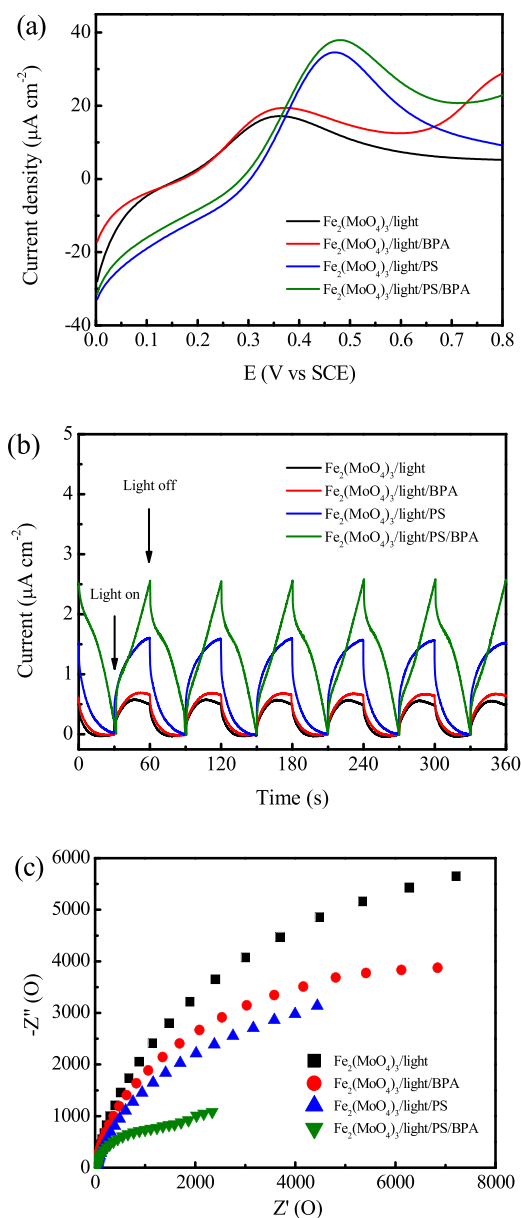 (a)
Current density (μA cm⁻²)
40
20
0
-20
-40
Fe₂(MoO₄)₃/light
Fe₂(MoO₄)₃/light/BPA
Fe₂(MoO₄)₃/light/PS
Fe₂(MoO₄)₃/light/PS/BPA
0.0 0.1 0.2 0.3 0.4 0.5 0.6 0.7 0.8
E (V vs SCE)
(b)
Current (μA cm⁻²)
5
4
3
2
1
0
Fe₂(MoO₄)₃/light
Fe₂(MoO₄)₃/light/BPA
Fe₂(MoO₄)₃/light/PS
Fe₂(MoO₄)₃/light/PS/BPA
Light off
Light on
0 60 120 180 240 300 360
Time (s)
(c)
-Z'' (O)
6000
5000
4000
3000
2000
1000
0
Fe₂(MoO₄)₃/light
Fe₂(MoO₄)₃/light/BPA
Fe₂(MoO₄)₃/light/PS
Fe₂(MoO₄)₃/light/PS/BPA
0 2000 4000 6000 8000
Z' (O)